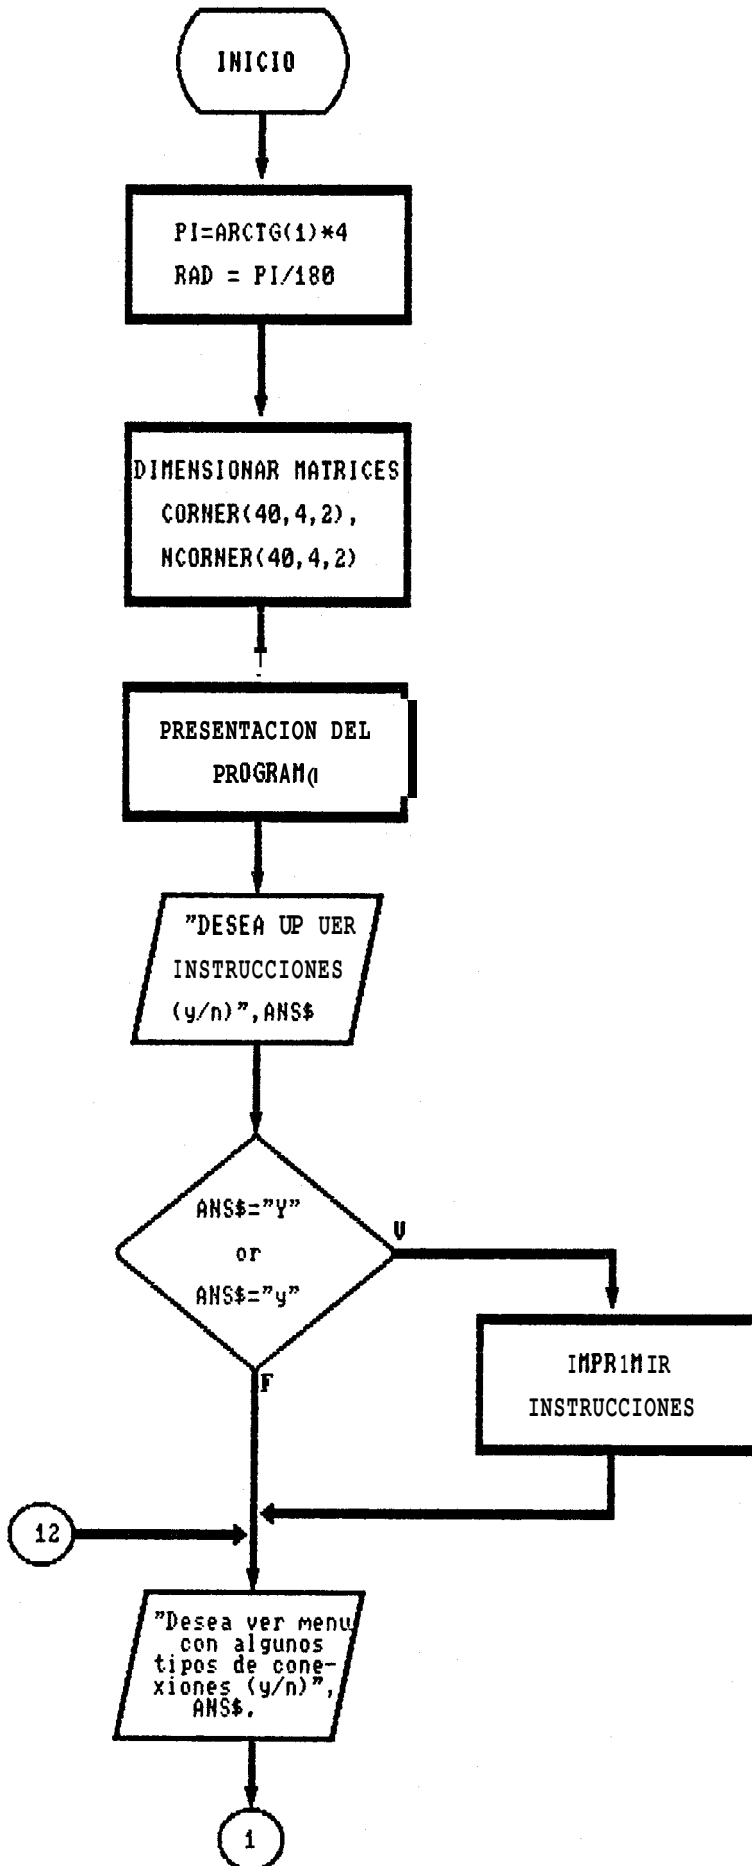 INICIO
PI=ARCTG(1)*4
RAD = PI/180
DIMENSIONAR MATRICES
CORNER(40,4,2),
NCORNER(40,4,2)
PRESENTACION DEL
PROGRAM(
"DESEA UP UER
INSTRUCCIONES
(y/n)",ANS$
ANS$="Y"
or
ANS$="y"
V
F
IMPR1MIR
INSTRUCCIONES
12
"Desea ver menu
con algunos
tipos de cone-
xiones (y/n)",
ANS$.
1